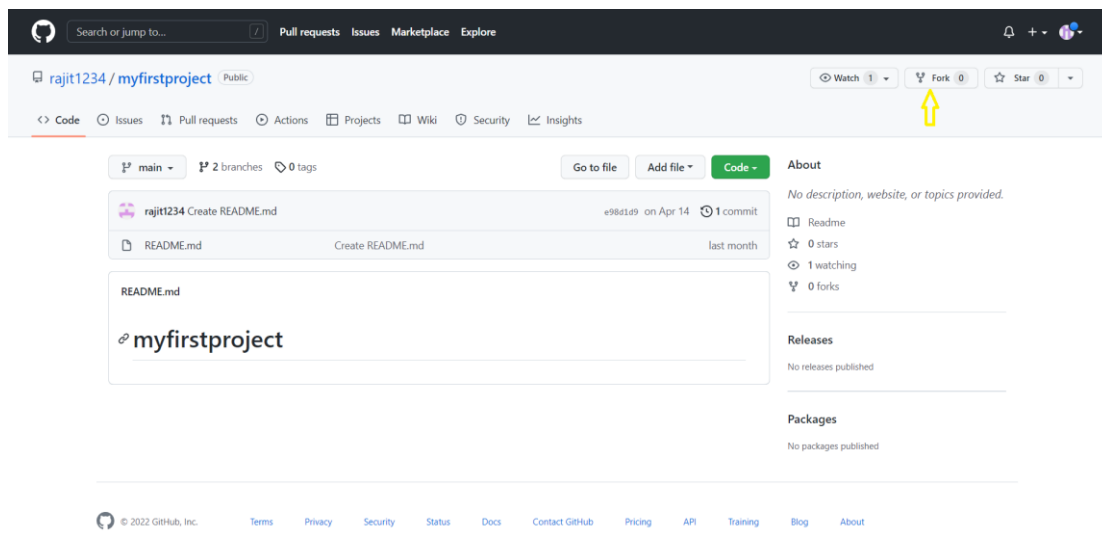 Search or jump to... / Pull requests Issues Marketplace Explore
rajit1234 / myfirstproject Public Watch 1 Fork 0 Star 0
<> Code Issues Pull requests Actions Projects Wiki Security Insights
main 2 branches 0 tags Go to file Add file Code
rajit1234 Create README.md e98d1d9 on Apr 14 1 commit
README.md Create README.md last month
README.md
myfirstproject
About
No description, website, or topics provided.
Readme
0 stars
1 watching
0 forks
Releases
No releases published
Packages
No packages published
© 2022 GitHub, Inc. Terms Privacy Security Status Docs Contact GitHub Pricing API Training Blog About